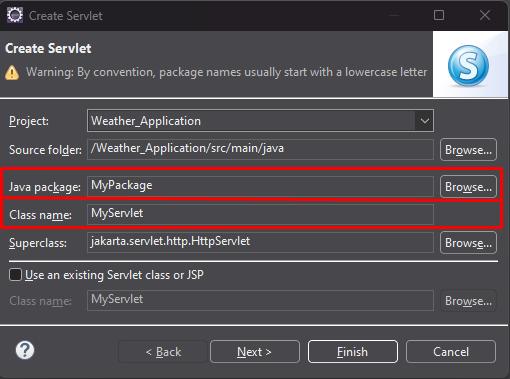 Create Servlet
Create Servlet
Warning: By convention, package names usually start with a lowercase letter
S
Project: Weather_Application
Source folder: /Weather_Application/src/main/java Browse...
Java package: MyPackage Browse...
Class name: MyServlet
Superclass: jakarta.servlet.http.HttpServlet Browse...
Use an existing Servlet class or JSP
Class name: MyServlet Browse...
? < Back Next > Finish Cancel